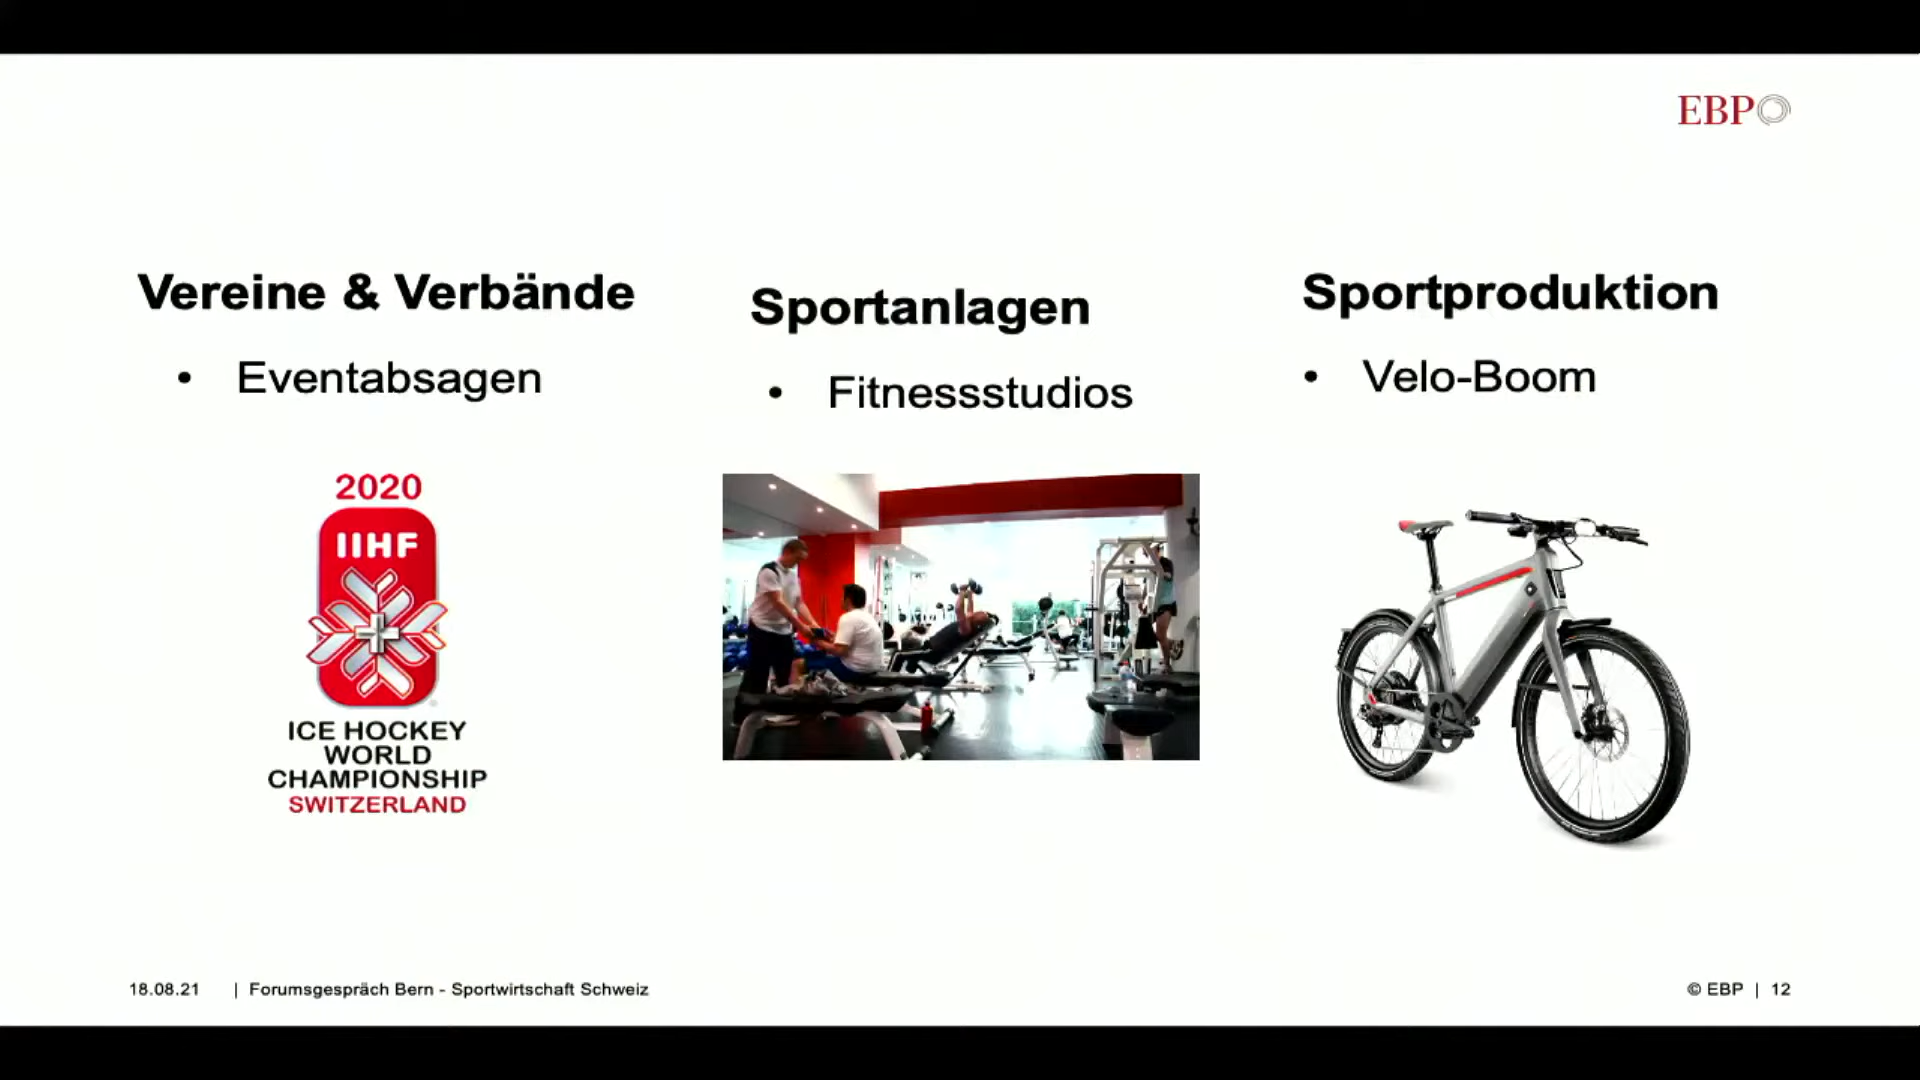 EBP
Vereine & Verbände
• Eventabsagen
2020
IIHF
ICE HOCKEY
WORLD
CHAMPIONSHIP
SWITZERLAND
Sportanlagen
• Fitnessstudios
Sportproduktion
• Velo-Boom
18.08.21 | Forumsgespräch Bern - Sportwirtschaft Schweiz
© EBP | 12